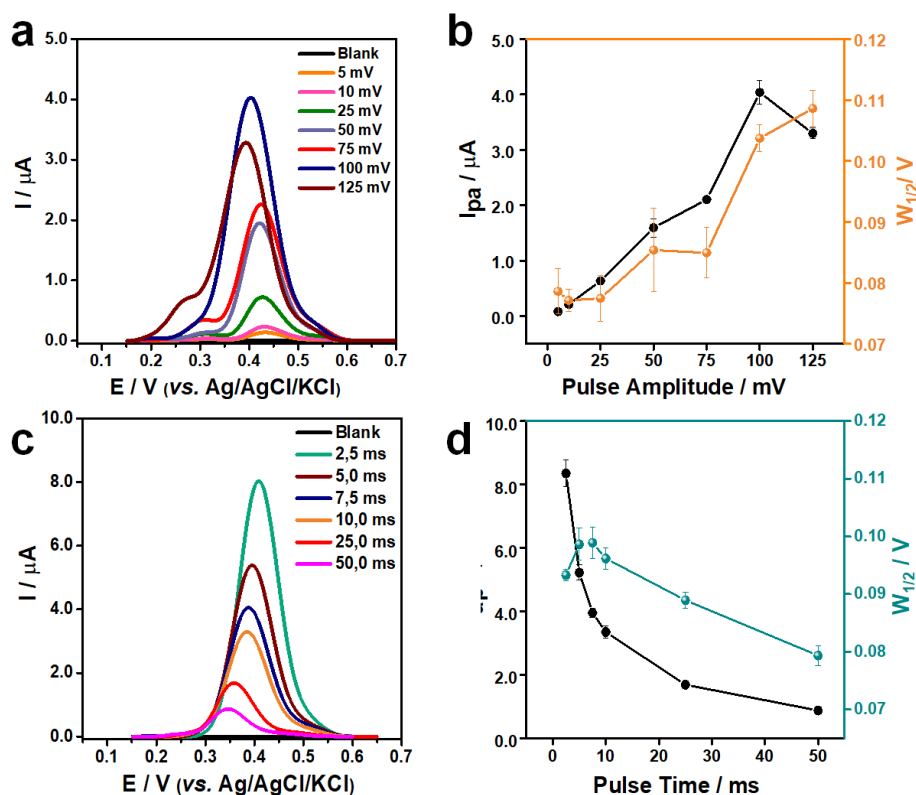 a
5.0
4.0
3.0
2.0
1.0
0.0
I / μA
Blank
5 mV
10 mV
25 mV
50 mV
75 mV
100 mV
125 mV
0.1 0.2 0.3 0.4 0.5 0.6 0.7
E / V (vs. Ag/AgCl/KCl)
b
5.0
4.0
3.0
2.0
1.0
0.0
Ipa / μA
0.12
0.11
0.10
0.09
0.08
0.07
W1/2/ V
0 25 50 75 100 125
Pulse Amplitude / mV
c
10.0
8.0
6.0
4.0
2.0
0.0
I / μA
Blank
2,5 ms
5,0 ms
7,5 ms
10,0 ms
25,0 ms
50,0 ms
0.1 0.2 0.3 0.4 0.5 0.6 0.7
E / V (vs. Ag/AgCl/KCl)
d
10.0
8.0
6.0
4.0
2.0
0.0
0.12
0.11
0.10
0.09
0.08
0.07
W1/2 / V
0 10 20 30 40 50
Pulse Time / ms